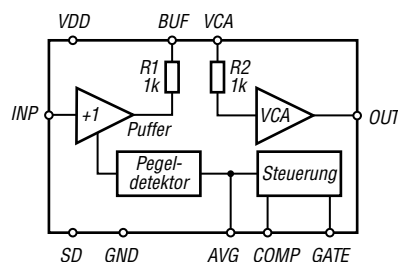 VDD BUF VCA
R1 R2
1k 1k
INP +1 VCA OUT
Puffer
Pegel- Steuerung
detektor
SD GND AVG COMP GATE